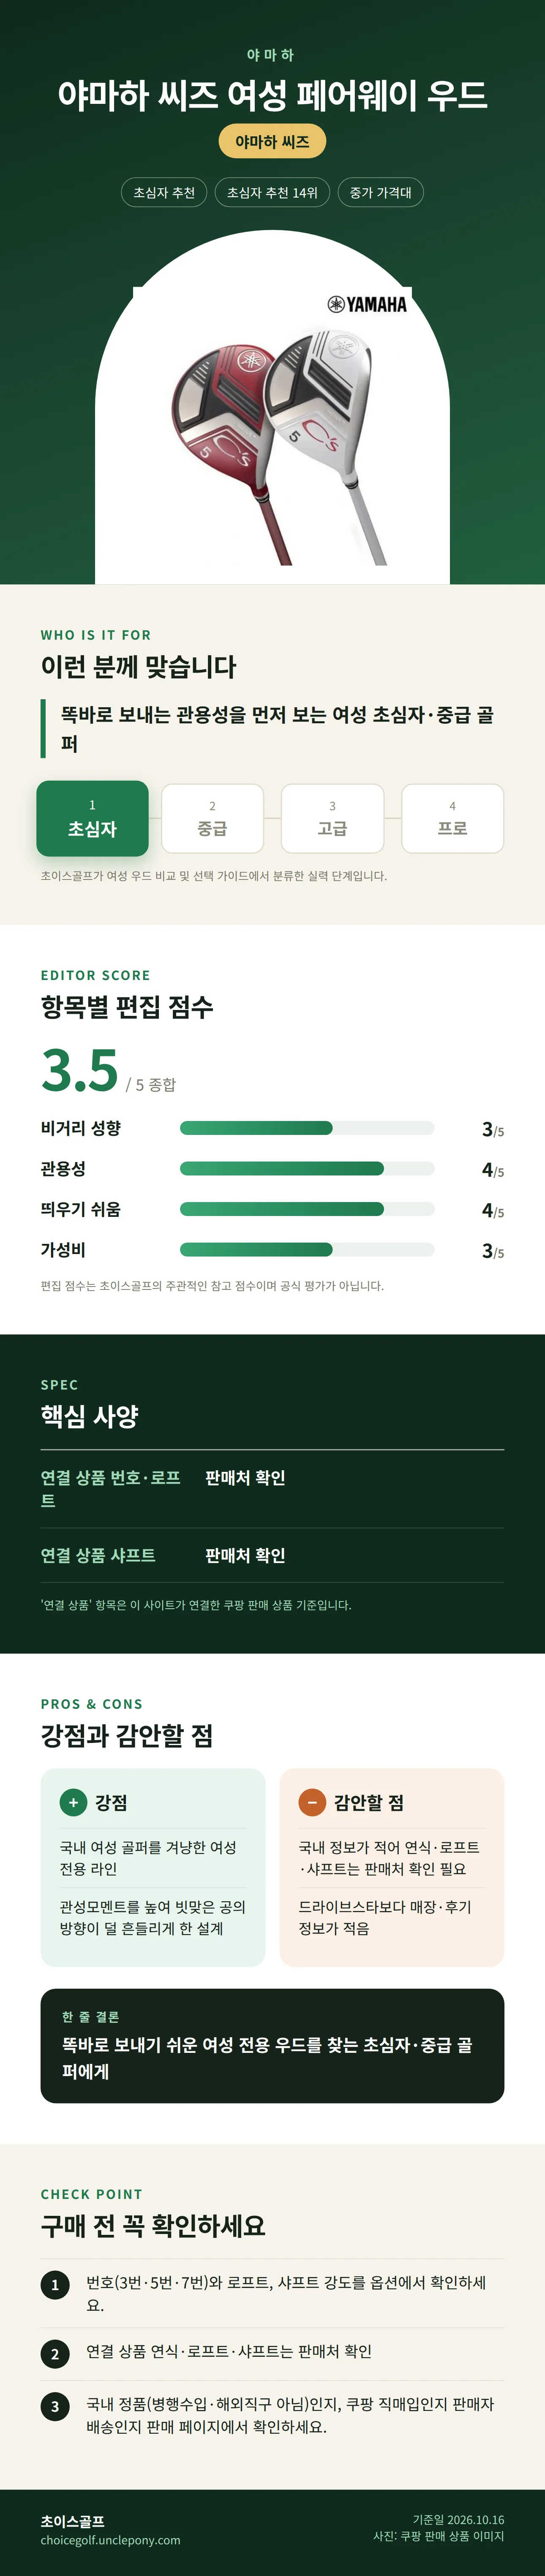 야마하
야마하 씨즈 여성 페어웨이 우드
야마하 씨즈
초심자 추천
초심자 추천 14위
중가 가격대
YAMAHA
5
C's
5
C's
WHO IS IT FOR
이런 분께 맞습니다
똑바로 보내는 관용성을 먼저 보는 여성 초심자·중급 골
퍼
1
초심자
2
중급
3
고급
4
프로
초이스골프가 여성 우드 비교 및 선택 가이드에서 분류한 실력 단계입니다.
EDITOR SCORE
항목별 편집 점수
3.5 / 5 종합
비거리 성향 3/5
관용성 4/5
띄우기 쉬움 4/5
가성비 3/5
편집 점수는 초이스골프의 주관적인 참고 점수이며 공식 평가가 아닙니다.
SPEC
핵심 사양
연결 상품 번호·로프 판매처 확인
트
연결 상품 샤프트 판매처 확인
'연결 상품' 항목은 이 사이트가 연결한 쿠팡 판매 상품 기준입니다.
PROS & CONS
강점과 감안할 점
+ 강점
국내 여성 골퍼를 겨냥한 여성
전용 라인
관성모멘트를 높여 빗맞은 공의
방향이 덜 흔들리게 한 설계
− 감안할 점
국내 정보가 적어 연식·로프트
·샤프트는 판매처 확인 필요
드라이브스타보다 매장·후기
정보가 적음
한 줄 결론
똑바로 보내기 쉬운 여성 전용 우드를 찾는 초심자·중급 골
퍼에게
CHECK POINT
구매 전 꼭 확인하세요
1 번호(3번·5번·7번)와 로프트, 샤프트 강도를 옵션에서 확인하세
요.
2 연결 상품 연식·로프트·샤프트는 판매처 확인
3 국내 정품(병행수입·해외직구 아님)인지, 쿠팡 직매입인지 판매자
배송인지 판매 페이지에서 확인하세요.
초이스골프
choicegolf.unclepony.com
기준일 2026.10.16
사진: 쿠팡 판매 상품 이미지